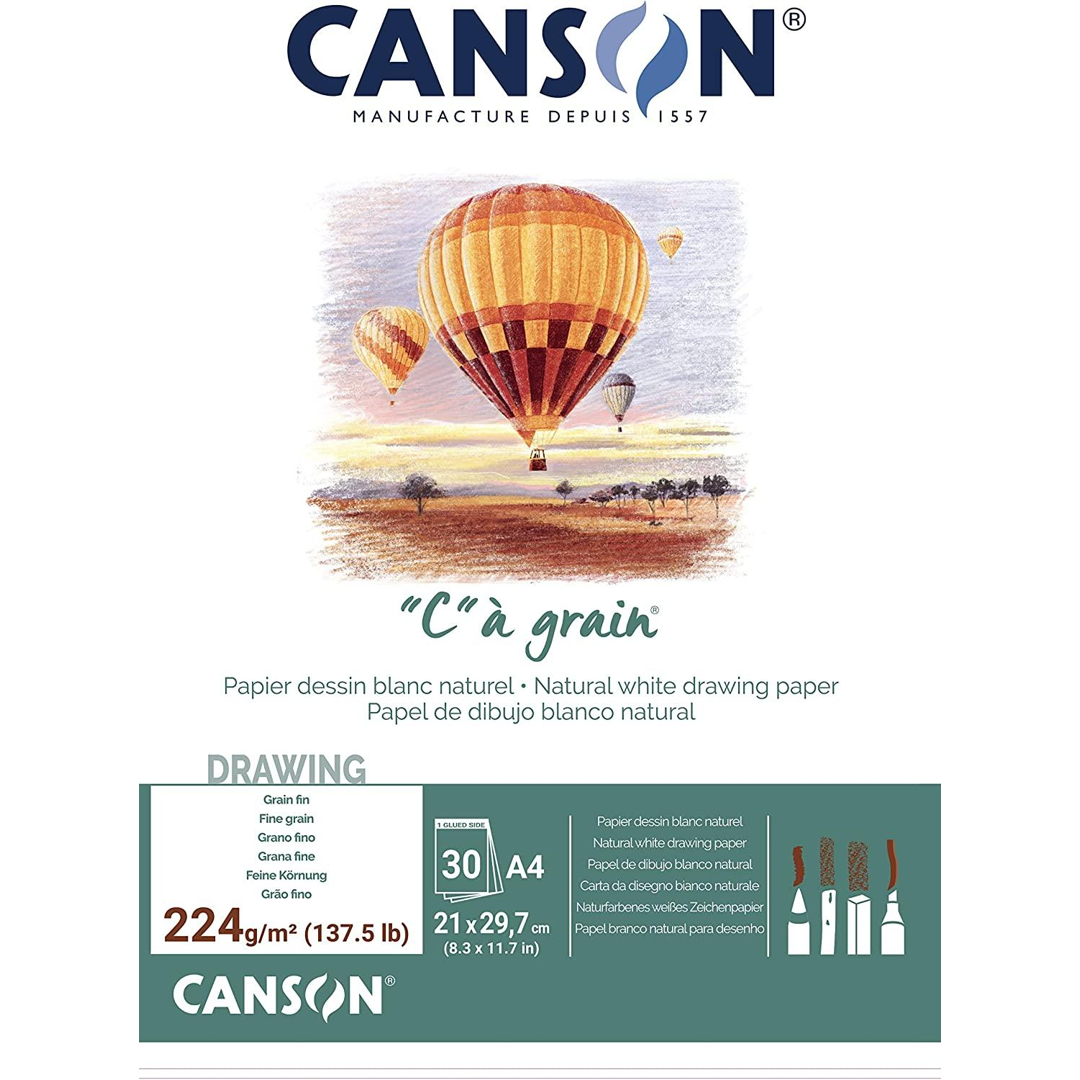 CANSON®
MANUFACTURE DEPUIS 1557
"C" à grain®
Papier dessin blanc naturel • Natural white drawing paper
Papel de dibujo blanco natural
DRAWING
Grain fin
Fine grain
Grano fino
Grana fine
Feine Körnung
Grão fino
224g/m² (137.5 lb)
1 GLUED SIDE
30 A4
21 x 29,7 cm
(8.3 x 11.7 in)
Papier dessin blanc naturel
Natural white drawing paper
Papel de dibujo blanco natural
Carta da disegno bianco naturale
Naturfarbenes weißes Zeichenpapier
Papel branco natural para desenho
CANSON®